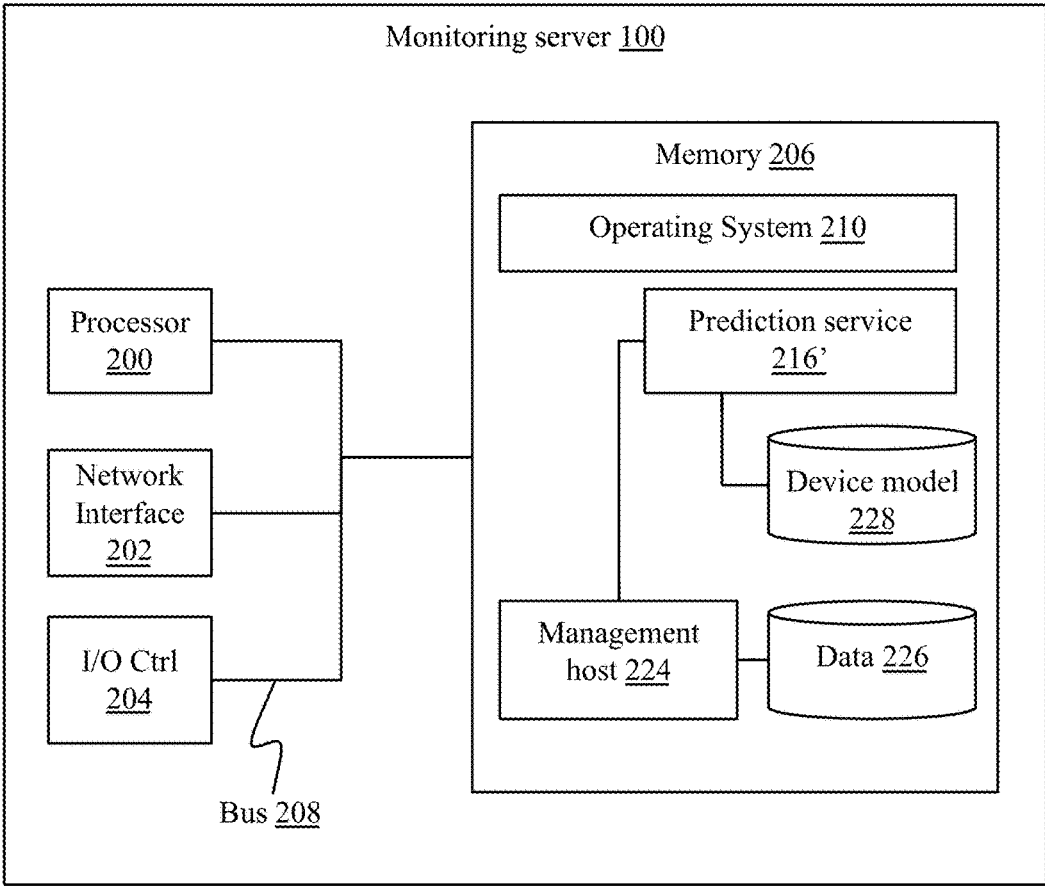 Monitoring server 100
Memory 206
Operating System 210
Processor
200
Prediction service
216’
Network
Interface
202
Device model
228
I/O Ctrl
204
Management
host 224
Data 226
Bus 208